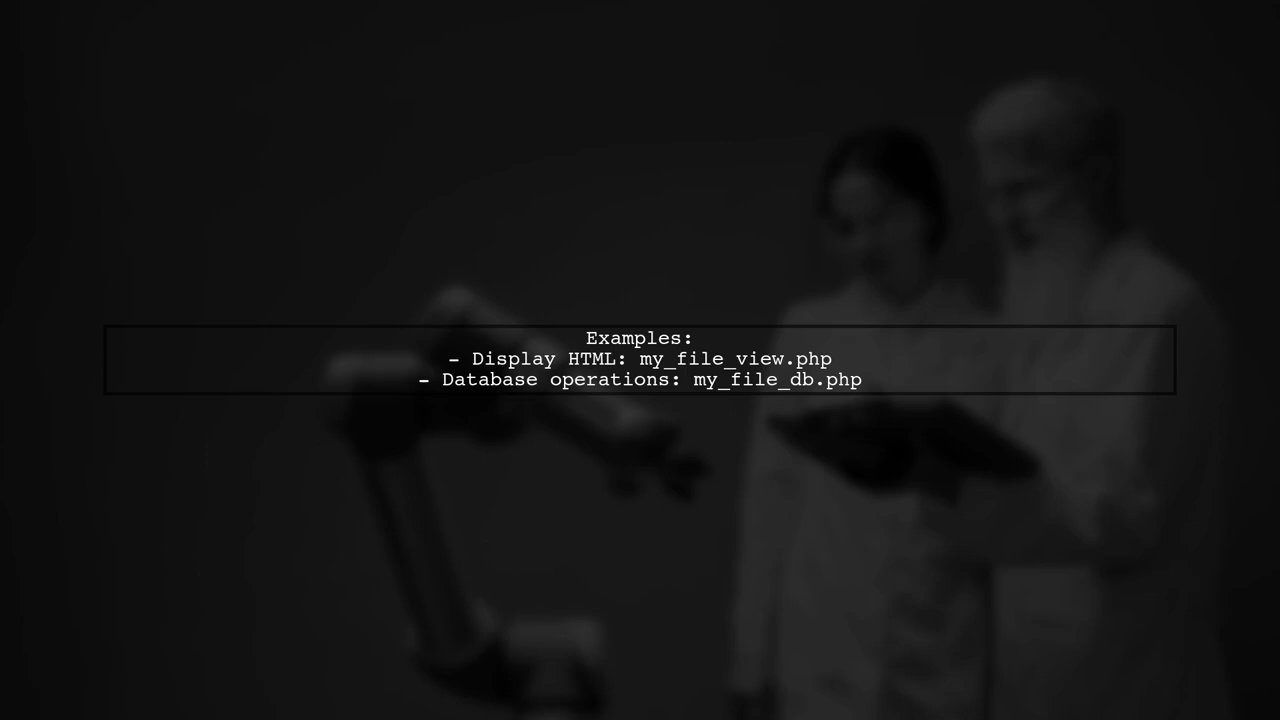 Examples:
- Display HTML: my_file_view.php
- Database operations: my_file_db.php